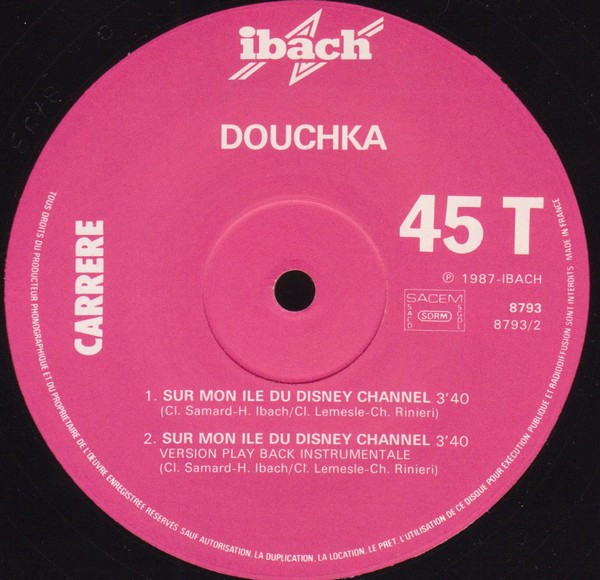 ibach
DOUCHKA
45 T
CARRERE
℗ 1987-IBACH
SACEM
SACD
SDRM
SGDL
8793
8793/2
1. SUR MON ILE DU DISNEY CHANNEL 3'40
(Cl. Samard-H. Ibach/Cl. Lemesle-Ch. Rinieri)
2. SUR MON ILE DU DISNEY CHANNEL 3'40
VERSION PLAY BACK INSTRUMENTALE
(Cl. Samard-H. Ibach/Cl. Lemesle-Ch. Rinieri)
TOUS DROITS DU PRODUCTEUR PHONOGRAPHIQUE ET DU PROPRIETAIRE DE L'ŒUVRE ENREGISTRÉE RÉSERVÉS SAUF AUTORISATION, LA DUPLICATION, LA LOCATION, LE PRET, L'UTILISATION DE CE DISQUE POUR EXECUTION PUBLIQUE ET RADIODIFFUSION SONT INTERDITS MADE IN FRANCE